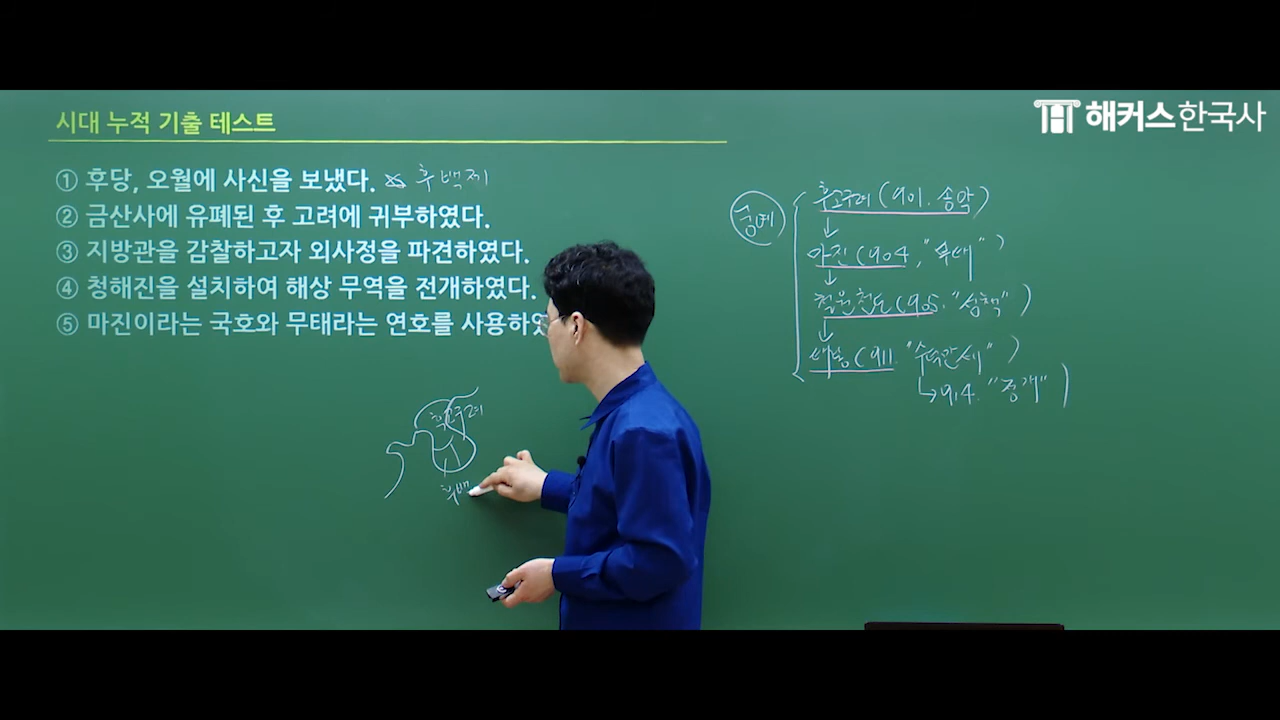 해커스한국사
시대 누적 기출 테스트
① 후당, 오월에 사신을 보냈다. 후백제
② 금산사에 유폐된 후 고려에 귀부하였다.
③ 지방관을 감찰하고자 외사정을 파견하였다.
④ 청해진을 설치하여 해상 무역을 전개하였다.
⑤ 마진이라는 국호와 무태라는 연호를 사용하였
궁예
후고구려 (901. 송악)
↓
마진 (904, "무태")
↓
철원 천도 (905. "성책")
↓
태봉 (911. "수덕만세")
↳ 914. "정개")
후고구려
후백